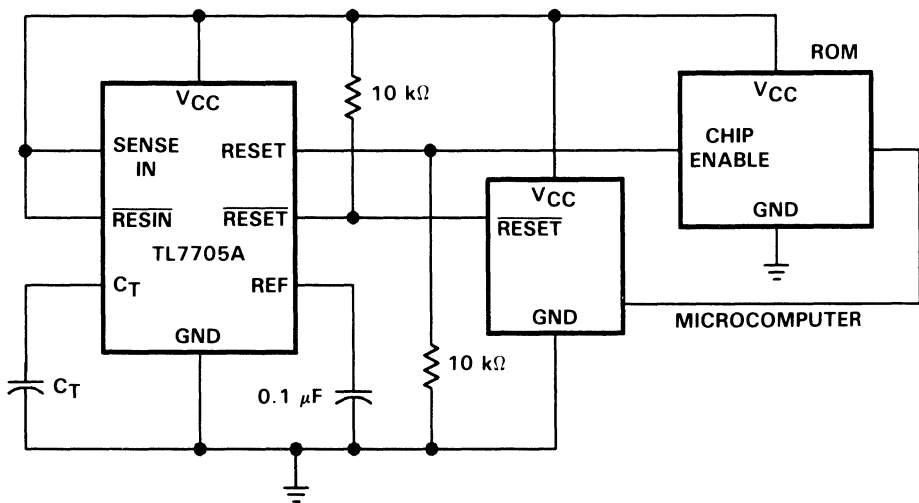 ROM
VCC
10 kΩ
VCC
SENSE
IN
RESET
CHIP
ENABLE
VCC
RESIN
RESET
RESET
GND
TL7705A
CT
REF
GND
MICROCOMPUTER
GND
CT
0.1 μF
10 kΩ